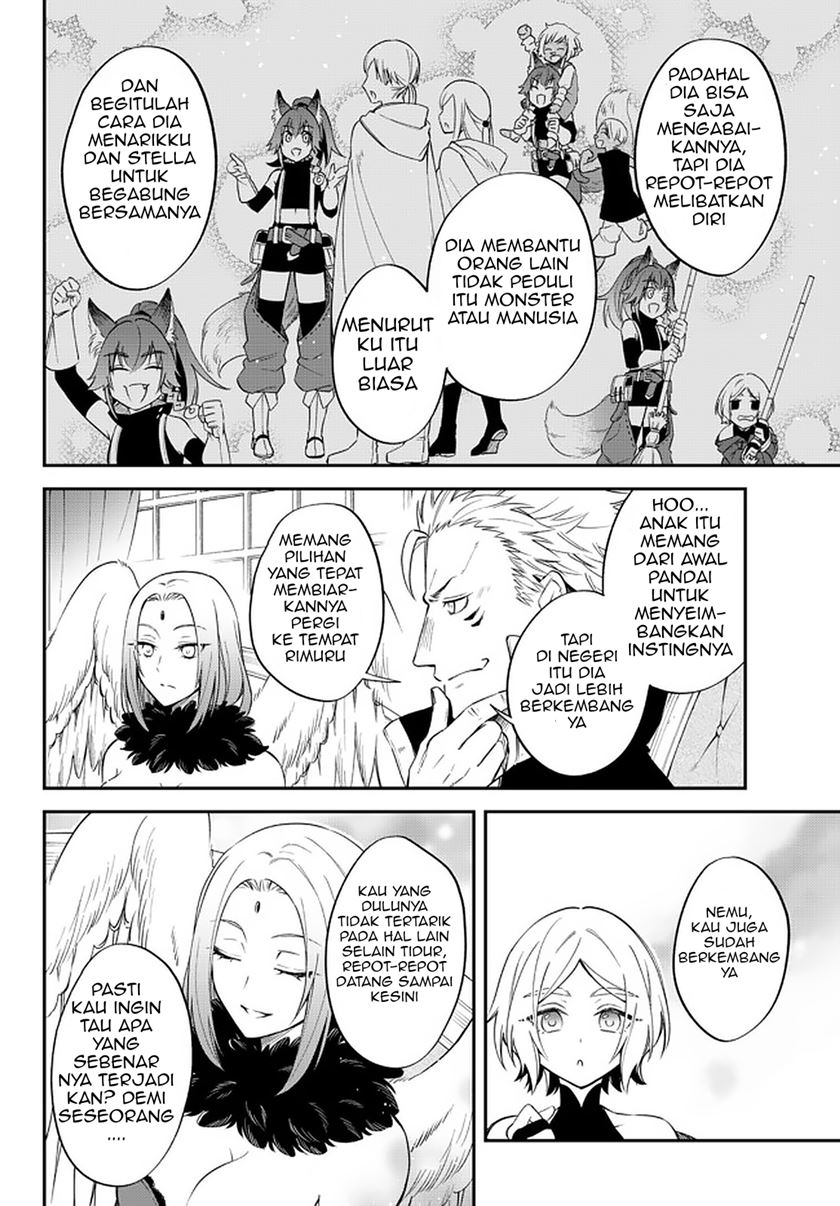 PADAHAL
DIA BISA
SAJA
MENGABAI-
KANNYA,
TAPI DIA
REPOT-REPOT
MELIBATKAN
DIRI
DIA MEMBANTU
ORANG LAIN
TIDAK PEDULI
ITU MONSTER
ATAU MANUSIA
MENURUT
KU ITU
LUAR
BIASA
DAN
BEGITULAH
CARA DIA
MENARIKKU
DAN STELLA
UNTUK
BEGABUNG
BERSAMANYA
HOO...
ANAK ITU
MEMANG
DARI AWAL
PANDAI
UNTUK
MENYEIM-
BANGKAN
INSTINGNYA
TAPI
DI NEGERI
ITU DIA
JADI LEBIH
BERKEMBANG
YA
MEMANG
PILIHAN
YANG TEPAT
MEMBIAR-
KANNYA
PERGI
KE TEMPAT
RIMURU
NEMU,
KAU JUGA
SUDAH
BERKEMBANG
YA
KAU YANG
DULUNYA
TIDAK TERTARIK
PADA HAL LAIN
SELAIN TIDUR,
REPOT-REPOT
DATANG SAMPAI
KESINI
PASTI
KAU INGIN
TAU APA
YANG
SEBENAR
NYA TERJADI
KAN? DEMI
SESEORANG
....